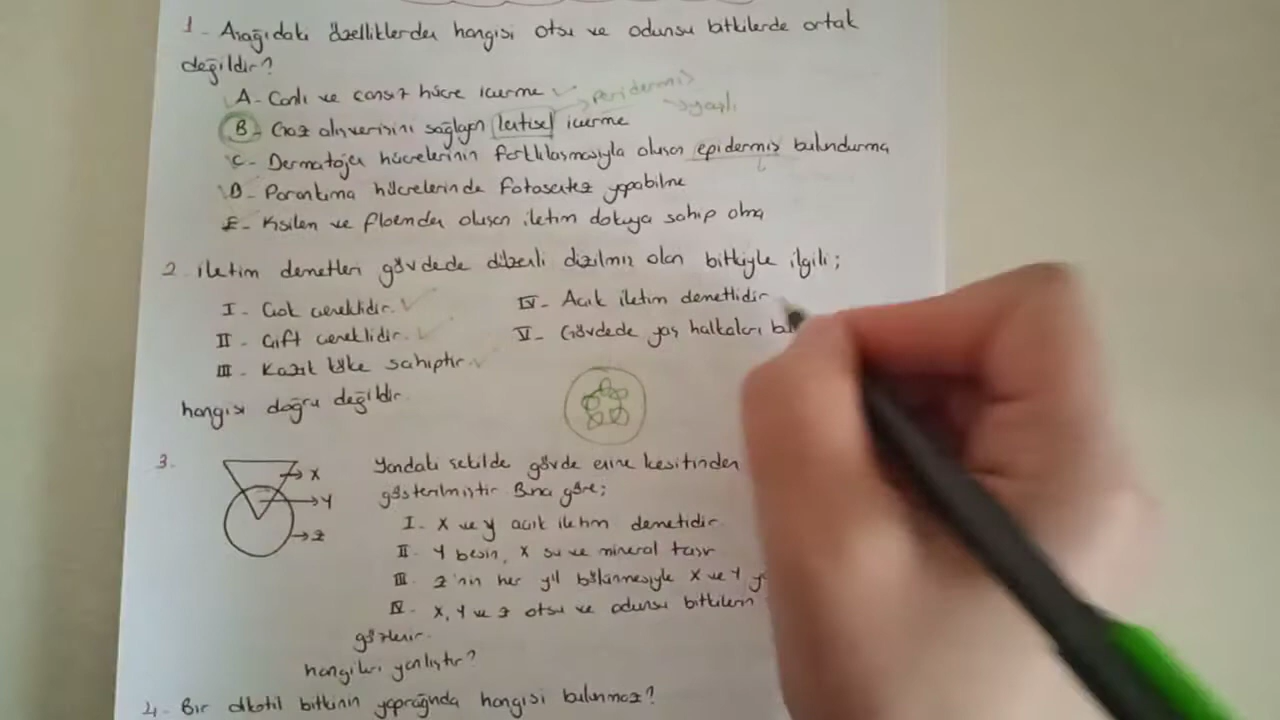 1 - Aşağıdaki özelliklerden hangisi otsu ve odunsu bitkilerde ortak
değildir?
A- Canlı ve cansız hücre içerme
→ peridermis
→ yaşlı
B- Gaz alışverişini sağlayan lentisel içerme
C- Dermatojen hücrelerinin farklılaşmasıyla oluşan epidermis bulundurma
D- Parankima hücrelerinde fotosentez yapabilme
E- Ksilem ve floemden oluşan iletim dokuya sahip olma
2. İletim demetleri gövdede düzenli dizilmiş olan bitkiyle ilgili;
I- Çok çeneklidir.
IV- Açık iletim demetlidir
II- Çift çeneklidir.
V- Gövdede yaş halkaları
III- Kazık köke sahiptir.
hangisi doğru değildir.
3.
Yandaki şekilde gövde enine kesitinden
→ X
→ Y
→ Z
gösterilmiştir Buna göre;
I. X ve Y açık iletim demetidir
II. Y besin, X su ve mineral taşır
III. Z'nin her yıl bölünmesiyle X ve Y
IV. X, Y ve Z otsu ve odunsu bitkilerin
gözlenir.
hangileri yanlıştır?
4- Bir dikotil bitkinin yaprağında hangisi bulunmaz?